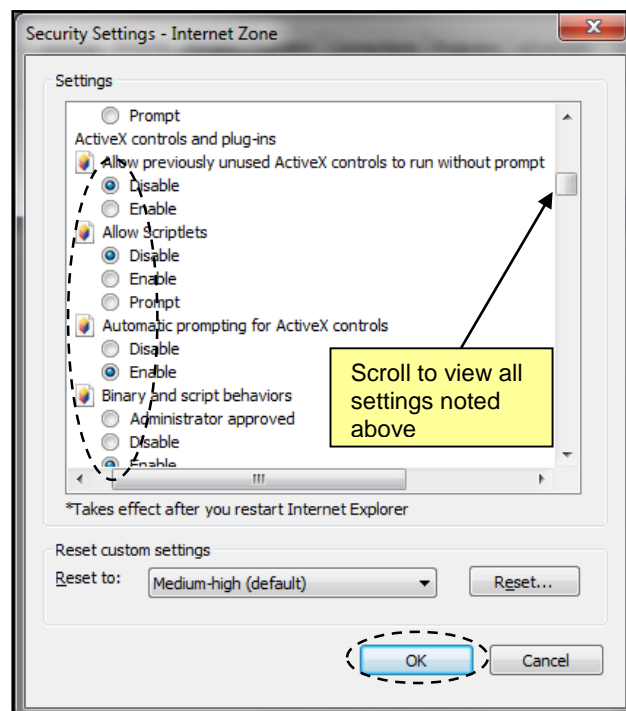 Security Settings - Internet Zone
Settings
Prompt
ActiveX controls and plug-ins
Allow previously unused ActiveX controls to run without prompt
Disable
Enable
Allow Scriptlets
Disable
Enable
Prompt
Automatic prompting for ActiveX controls
Disable
Enable
Binary and script behaviors
Administrator approved
Disable
Enable
Scroll to view all
settings noted
above
*Takes effect after you restart Internet Explorer
Reset custom settings
Reset to:
Medium-high (default)
Reset...
OK
Cancel